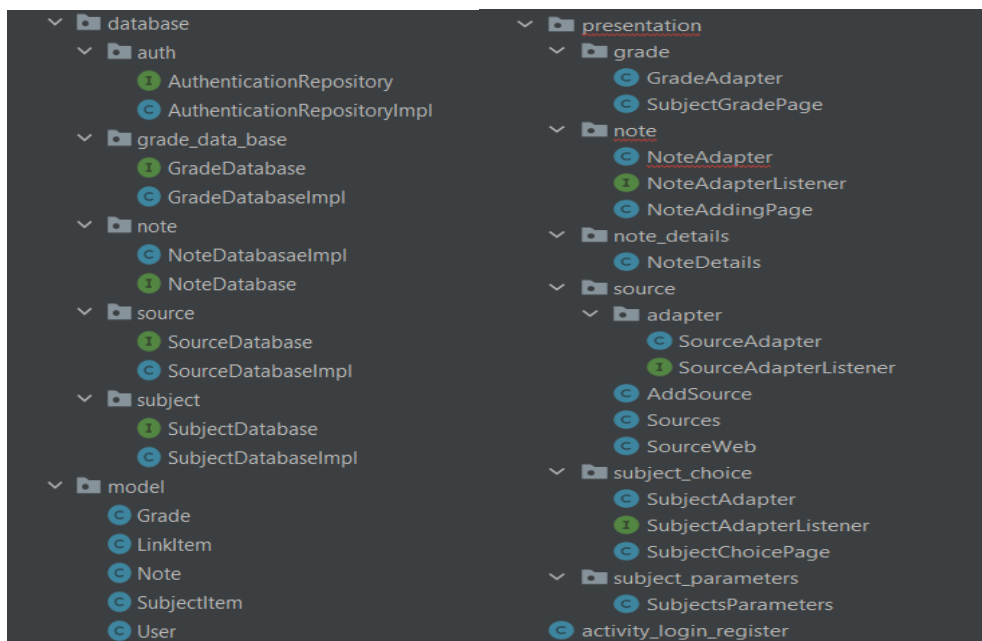 database
auth
AuthenticationRepository
AuthenticationRepositoryImpl
grade_data_base
GradeDatabase
GradeDatabaseImpl
note
NoteDatabasaeImpl
NoteDatabase
source
SourceDatabase
SourceDatabaseImpl
subject
SubjectDatabase
SubjectDatabaseImpl
model
Grade
LinkItem
Note
SubjectItem
User
presentation
grade
GradeAdapter
SubjectGradePage
note
NoteAdapter
NoteAdapterListener
NoteAddingPage
note_details
NoteDetails
source
adapter
SourceAdapter
SourceAdapterListener
AddSource
Sources
SourceWeb
subject_choice
SubjectAdapter
SubjectAdapterListener
SubjectChoicePage
subject_parameters
SubjectsParameters
activity_login_register